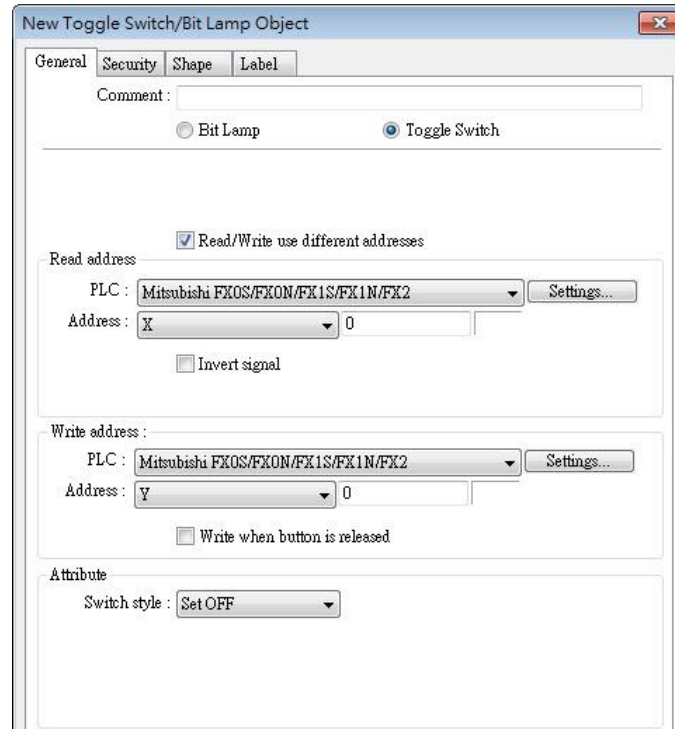 New Toggle Switch/Bit Lamp Object
General Security Shape Label
Comment :
Bit Lamp Toggle Switch
Read/Write use different addresses
Read address
PLC : Mitsubishi FX0S/FX0N/FX1S/FX1N/FX2 Settings...
Address : X 0
Invert signal
Write address :
PLC : Mitsubishi FX0S/FX0N/FX1S/FX1N/FX2 Settings...
Address : Y 0
Write when button is released
Attribute
Switch style : Set OFF